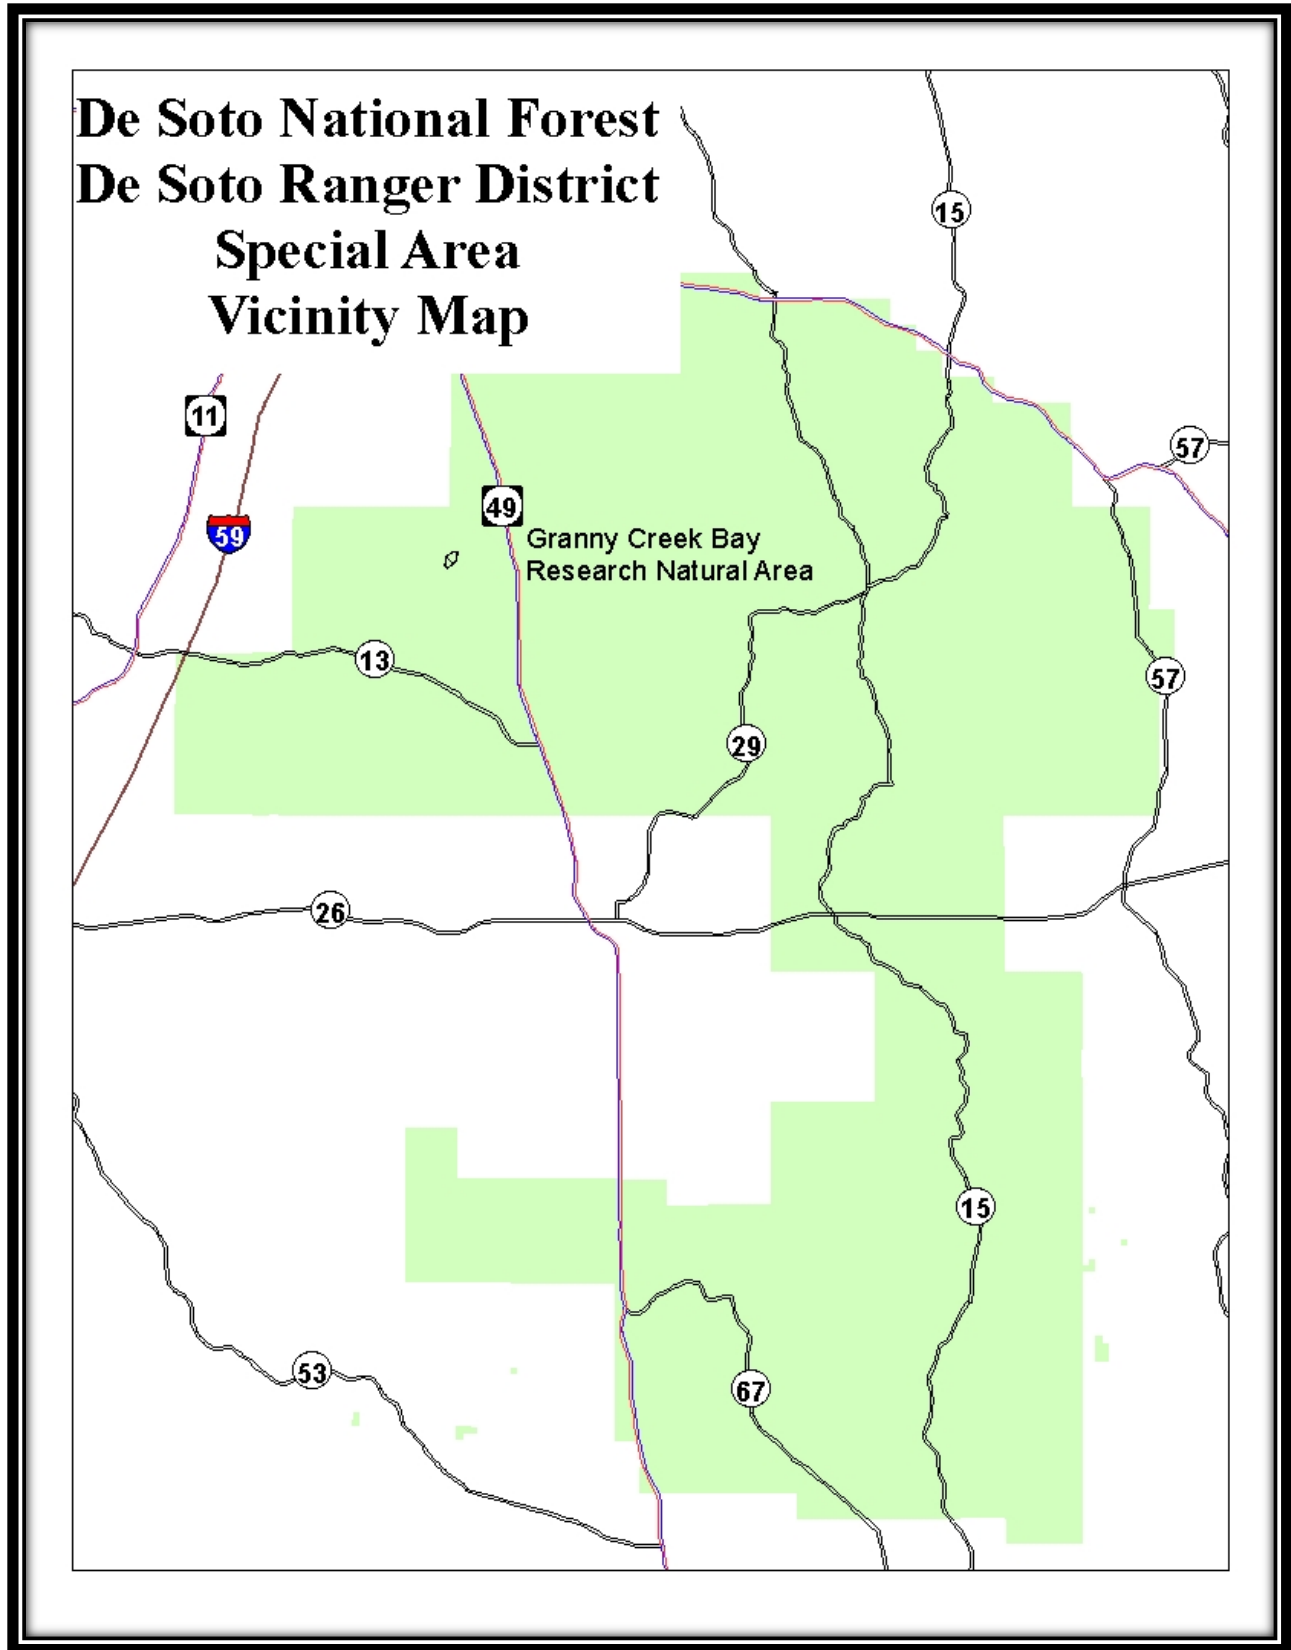 De Soto National Forest
De Soto Ranger District
Special Area
Vicinity Map
15
11
57
49
59
Granny Creek Bay
Research Natural Area
13
57
29
26
15
53
67